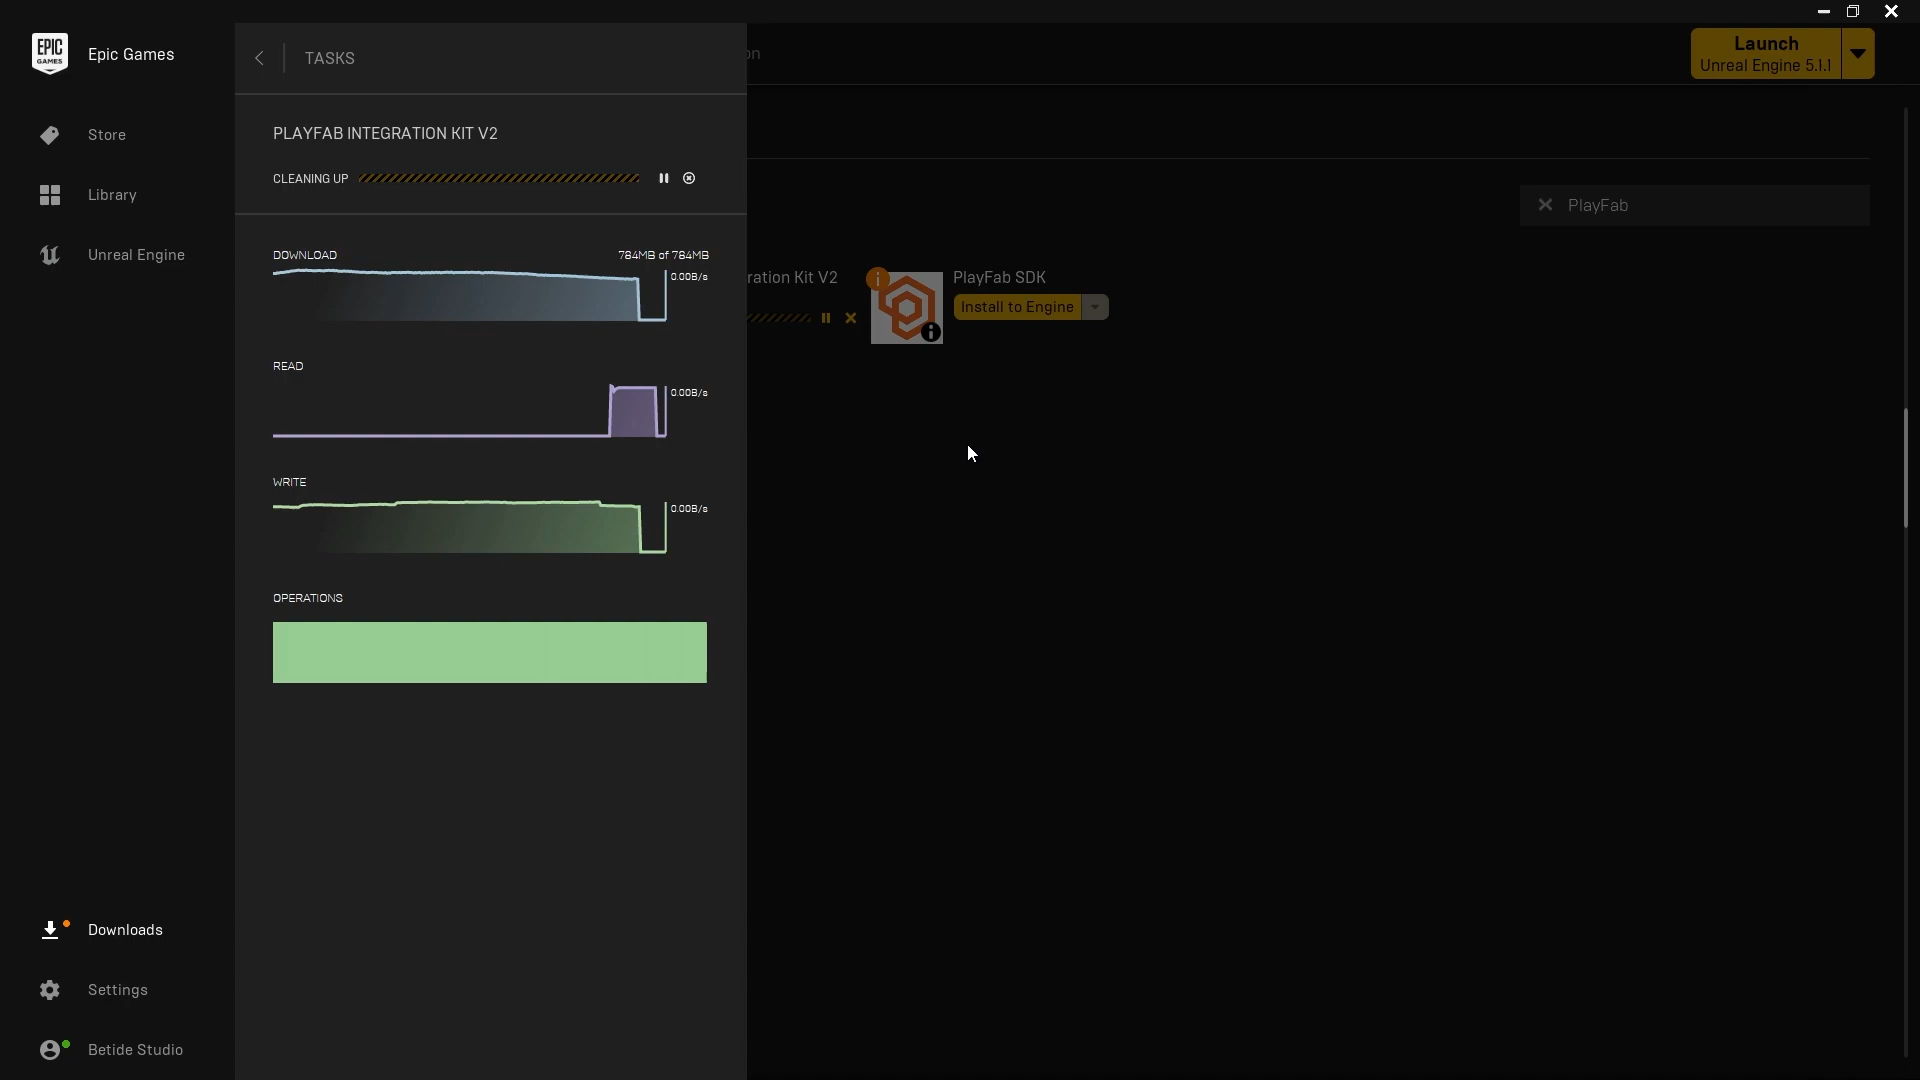 EPIC
GAMES
Epic Games
Store
Library
Unreal Engine
Downloads
Settings
Betide Studio
TASKS
PLAYFAB INTEGRATION KIT V2
CLEANING UP
DOWNLOAD
784MB of 784MB
0.00B/s
READ
0.00B/s
WRITE
0.00B/s
OPERATIONS
on
Launch
Unreal Engine 5.1.1
PlayFab
ration Kit V2
PlayFab SDK
Install to Engine